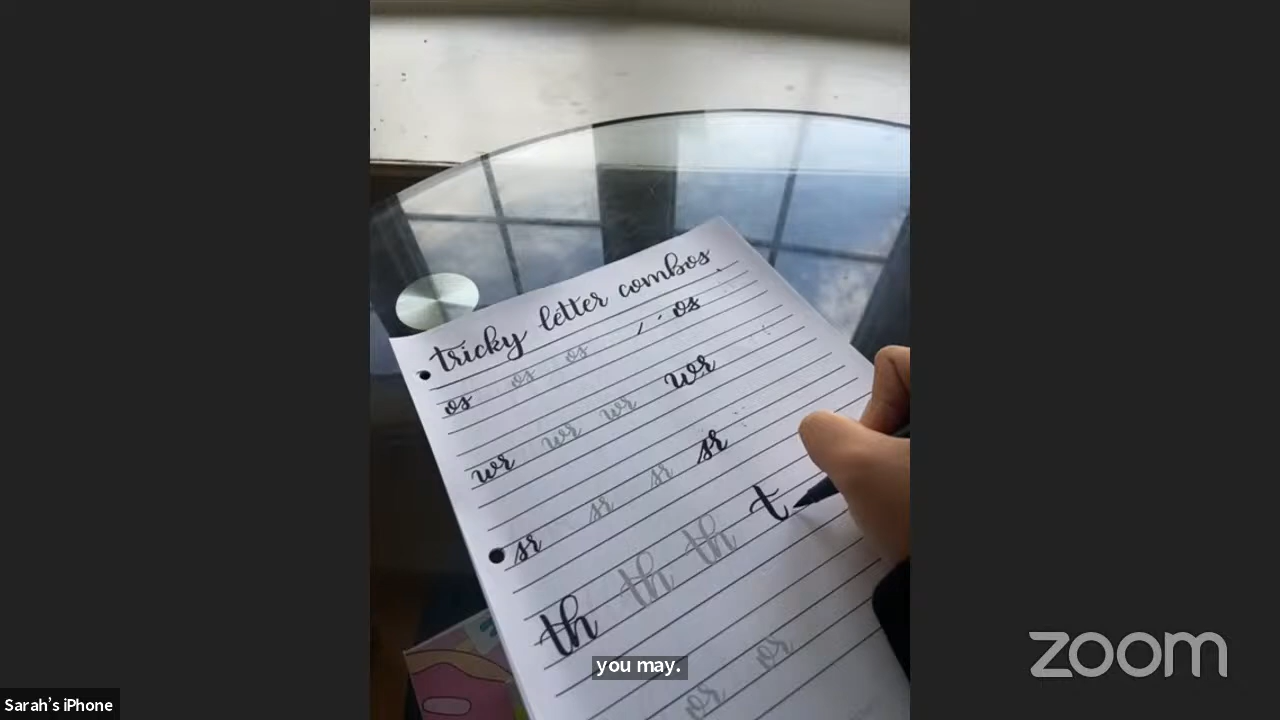 tricky letter combos
os os os os
wr wr wr wr
sr sr sr sr
th th th t
or or
you may.
zoom
Sarah's iPhone